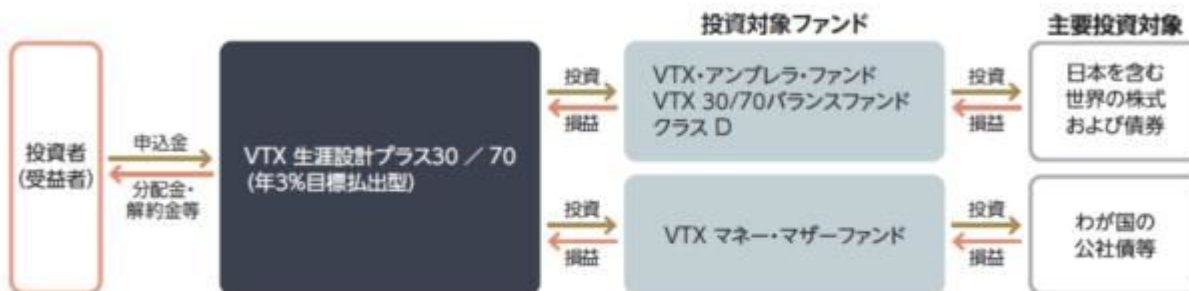 投資対象ファンド
主要投資対象
投資者
(受益者)
申込金
分配金・
解約金等
VTX 生涯設計プラス30 / 70
(年3%目標払出型)
投資
損益
VTX・アンブレラ・ファンド
VTX 30/70バランスファンド
クラス D
投資
損益
日本を含む
世界の株式
および債券
投資
損益
VTX マネー・マザーファンド
投資
損益
わが国の
公社債等